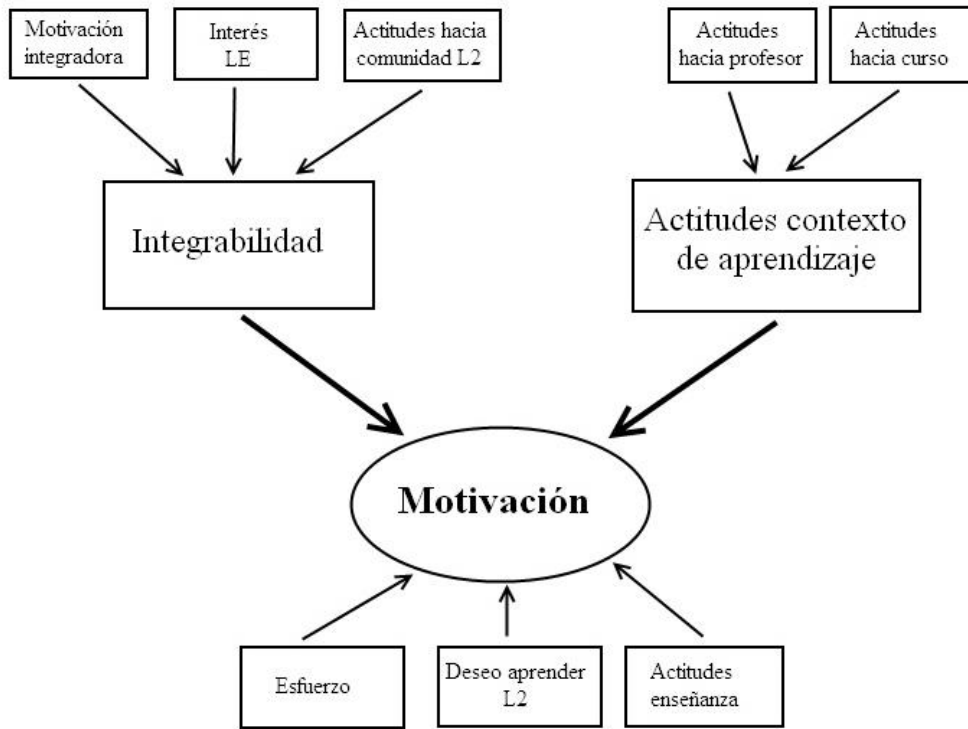 Motivación
integradora
Interés
LE
Actitudes hacia
comunidad L2
Actitudes
hacia profesor
Actitudes
hacia curso
Integrabilidad
Actitudes contexto
de aprendizaje
Motivación
Esfuerzo
Deseo aprender
L2
Actitudes
enseñanza